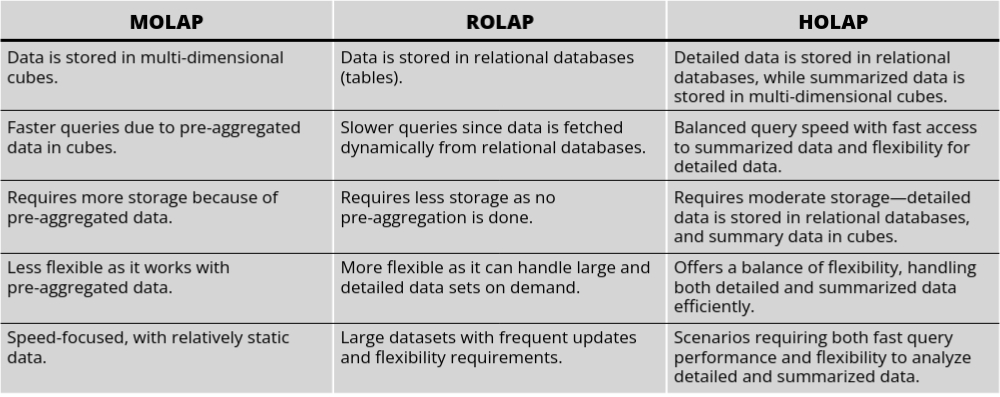 MOLAP
ROLAP
HOLAP
Data is stored in multi-dimensional
cubes.
Data is stored in relational databases
(tables).
Detailed data is stored in relational
databases, while summarized data is
stored in multi-dimensional cubes.
Faster queries due to pre-aggregated
data in cubes.
Slower queries since data is fetched
dynamically from relational databases.
Balanced query speed with fast access
to summarized data and flexibility for
detailed data.
Requires more storage because of
pre-aggregated data.
Requires less storage as no
pre-aggregation is done.
Requires moderate storage—detailed
data is stored in relational databases,
and summary data in cubes.
Less flexible as it works with
pre-aggregated data.
More flexible as it can handle large and
detailed data sets on demand.
Offers a balance of flexibility, handling
both detailed and summarized data
efficiently.
Speed-focused, with relatively static
data.
Large datasets with frequent updates
and flexibility requirements.
Scenarios requiring both fast query
performance and flexibility to analyze
detailed and summarized data.